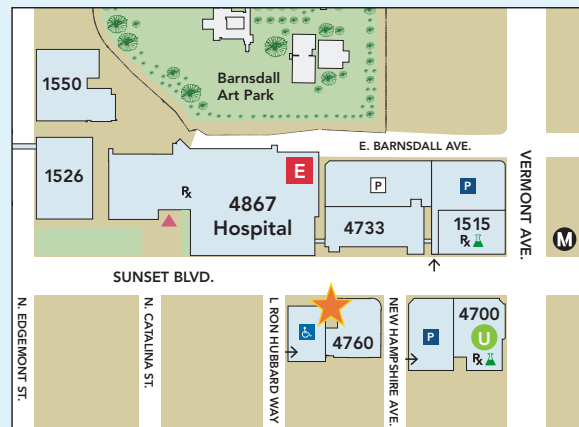 1550
Barnsdall
Art Park
E. BARNSDALL AVE.
1526
Rx
4867
Hospital
E
P
P
4733
1515
Rx
VERMONT AVE.
M
SUNSET BLVD.
N. EDGEMONT ST.
N. CATALINA ST.
L RON HUBBARD WAY
4760
NEW HAMPSHIRE AVE.
P
4700
U
Rx